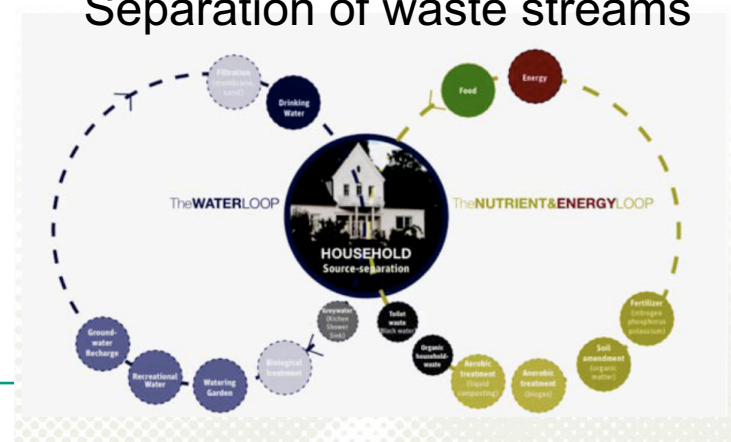 Separation of waste streams
Filtration
(membrane
sand)
Drinking
Water
Food
Energy
TheWATERLOOP
TheNUTRIENT&ENERGYLOOP
HOUSEHOLD
Source-separation
Greywater
(Kichen
Shower
Sink)
Toilet
waste
(Black water)
Organic
household-
waste
Biological
treatment
Watering
Garden
Recreational
Water
Ground-
water
Recharge
Aerobic
treatment
(liquid
composting)
Anerobic
treatment
(biogas)
Soil
amendment
(organic
matter)
Fertilizer
(nitrogen
phosphorus
potassium)